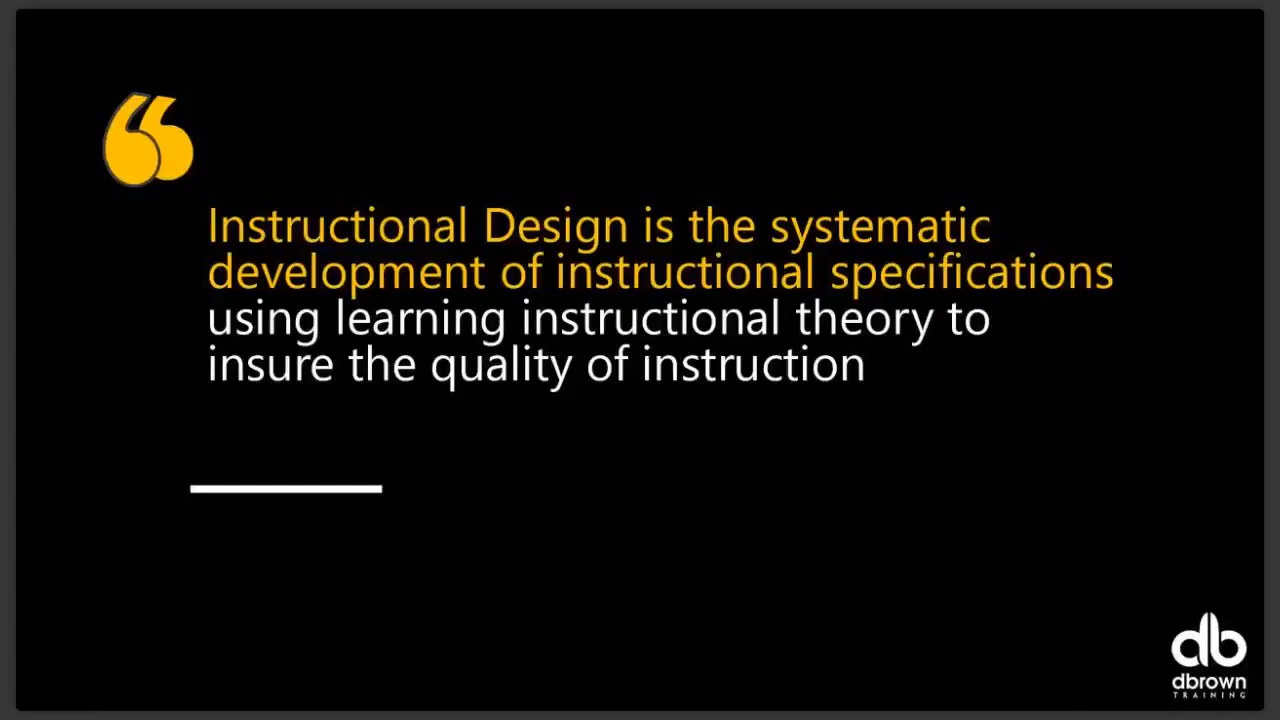 “
Instructional Design is the systematic
development of instructional specifications
using learning instructional theory to
insure the quality of instruction
db
dbrown
TRAINING